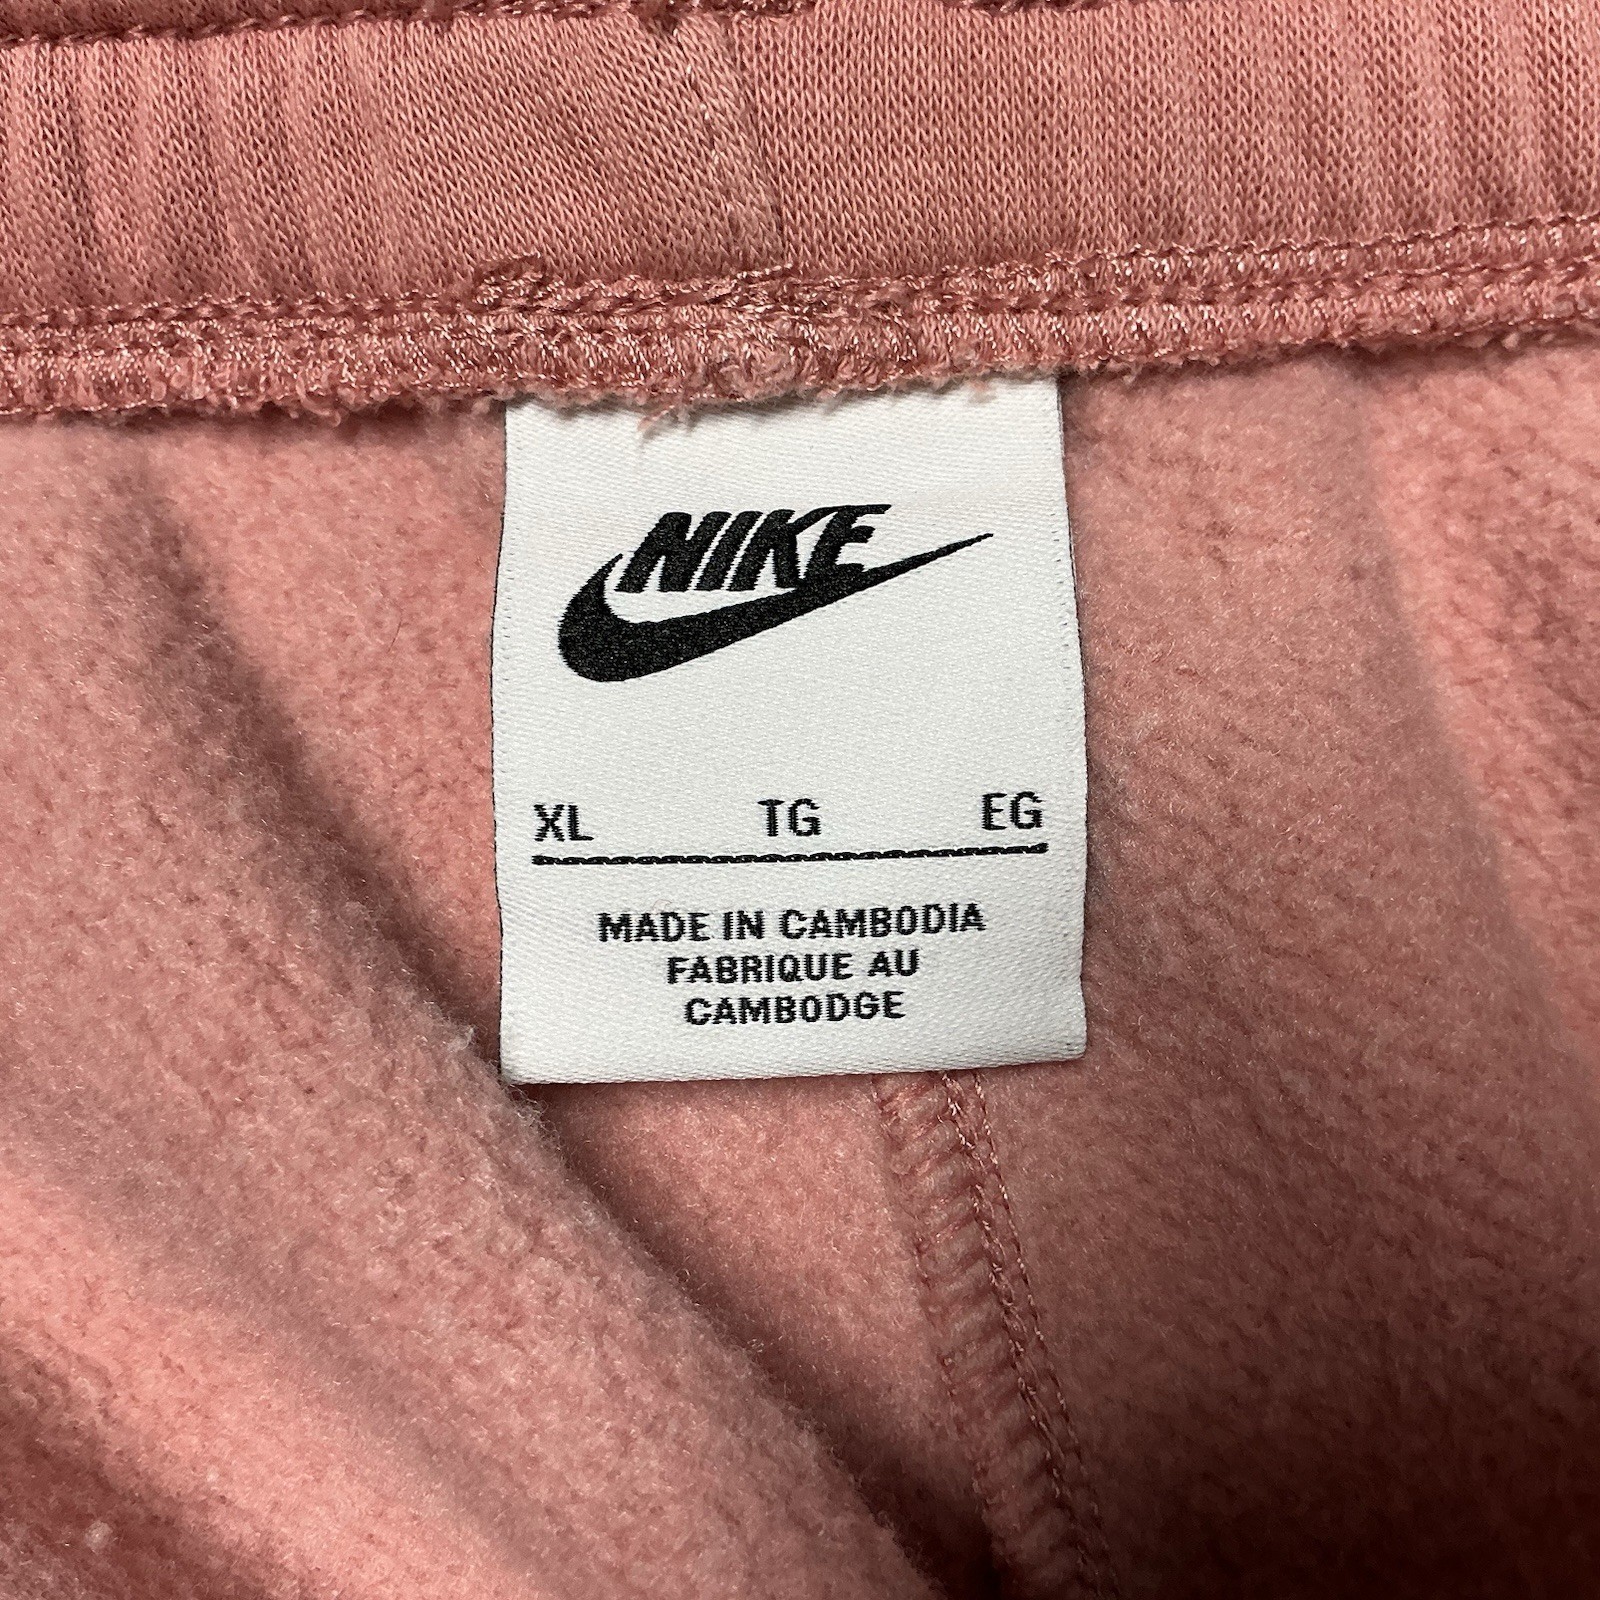 NIKE
XL TG EG
MADE IN CAMBODIA
FABRIQUE AU
CAMBODGE